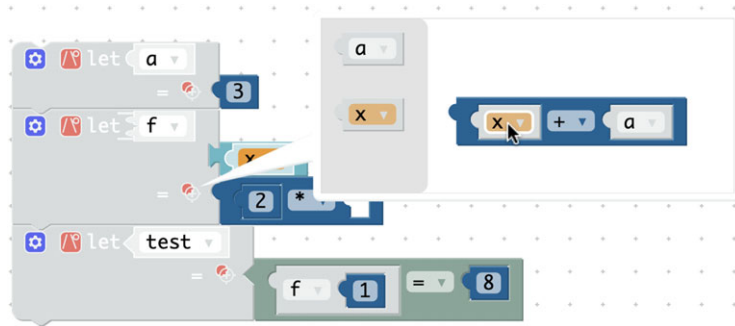 let a
= 3
let f
x
= 2 *
let test
= f 1 = 8
a
x
x + a